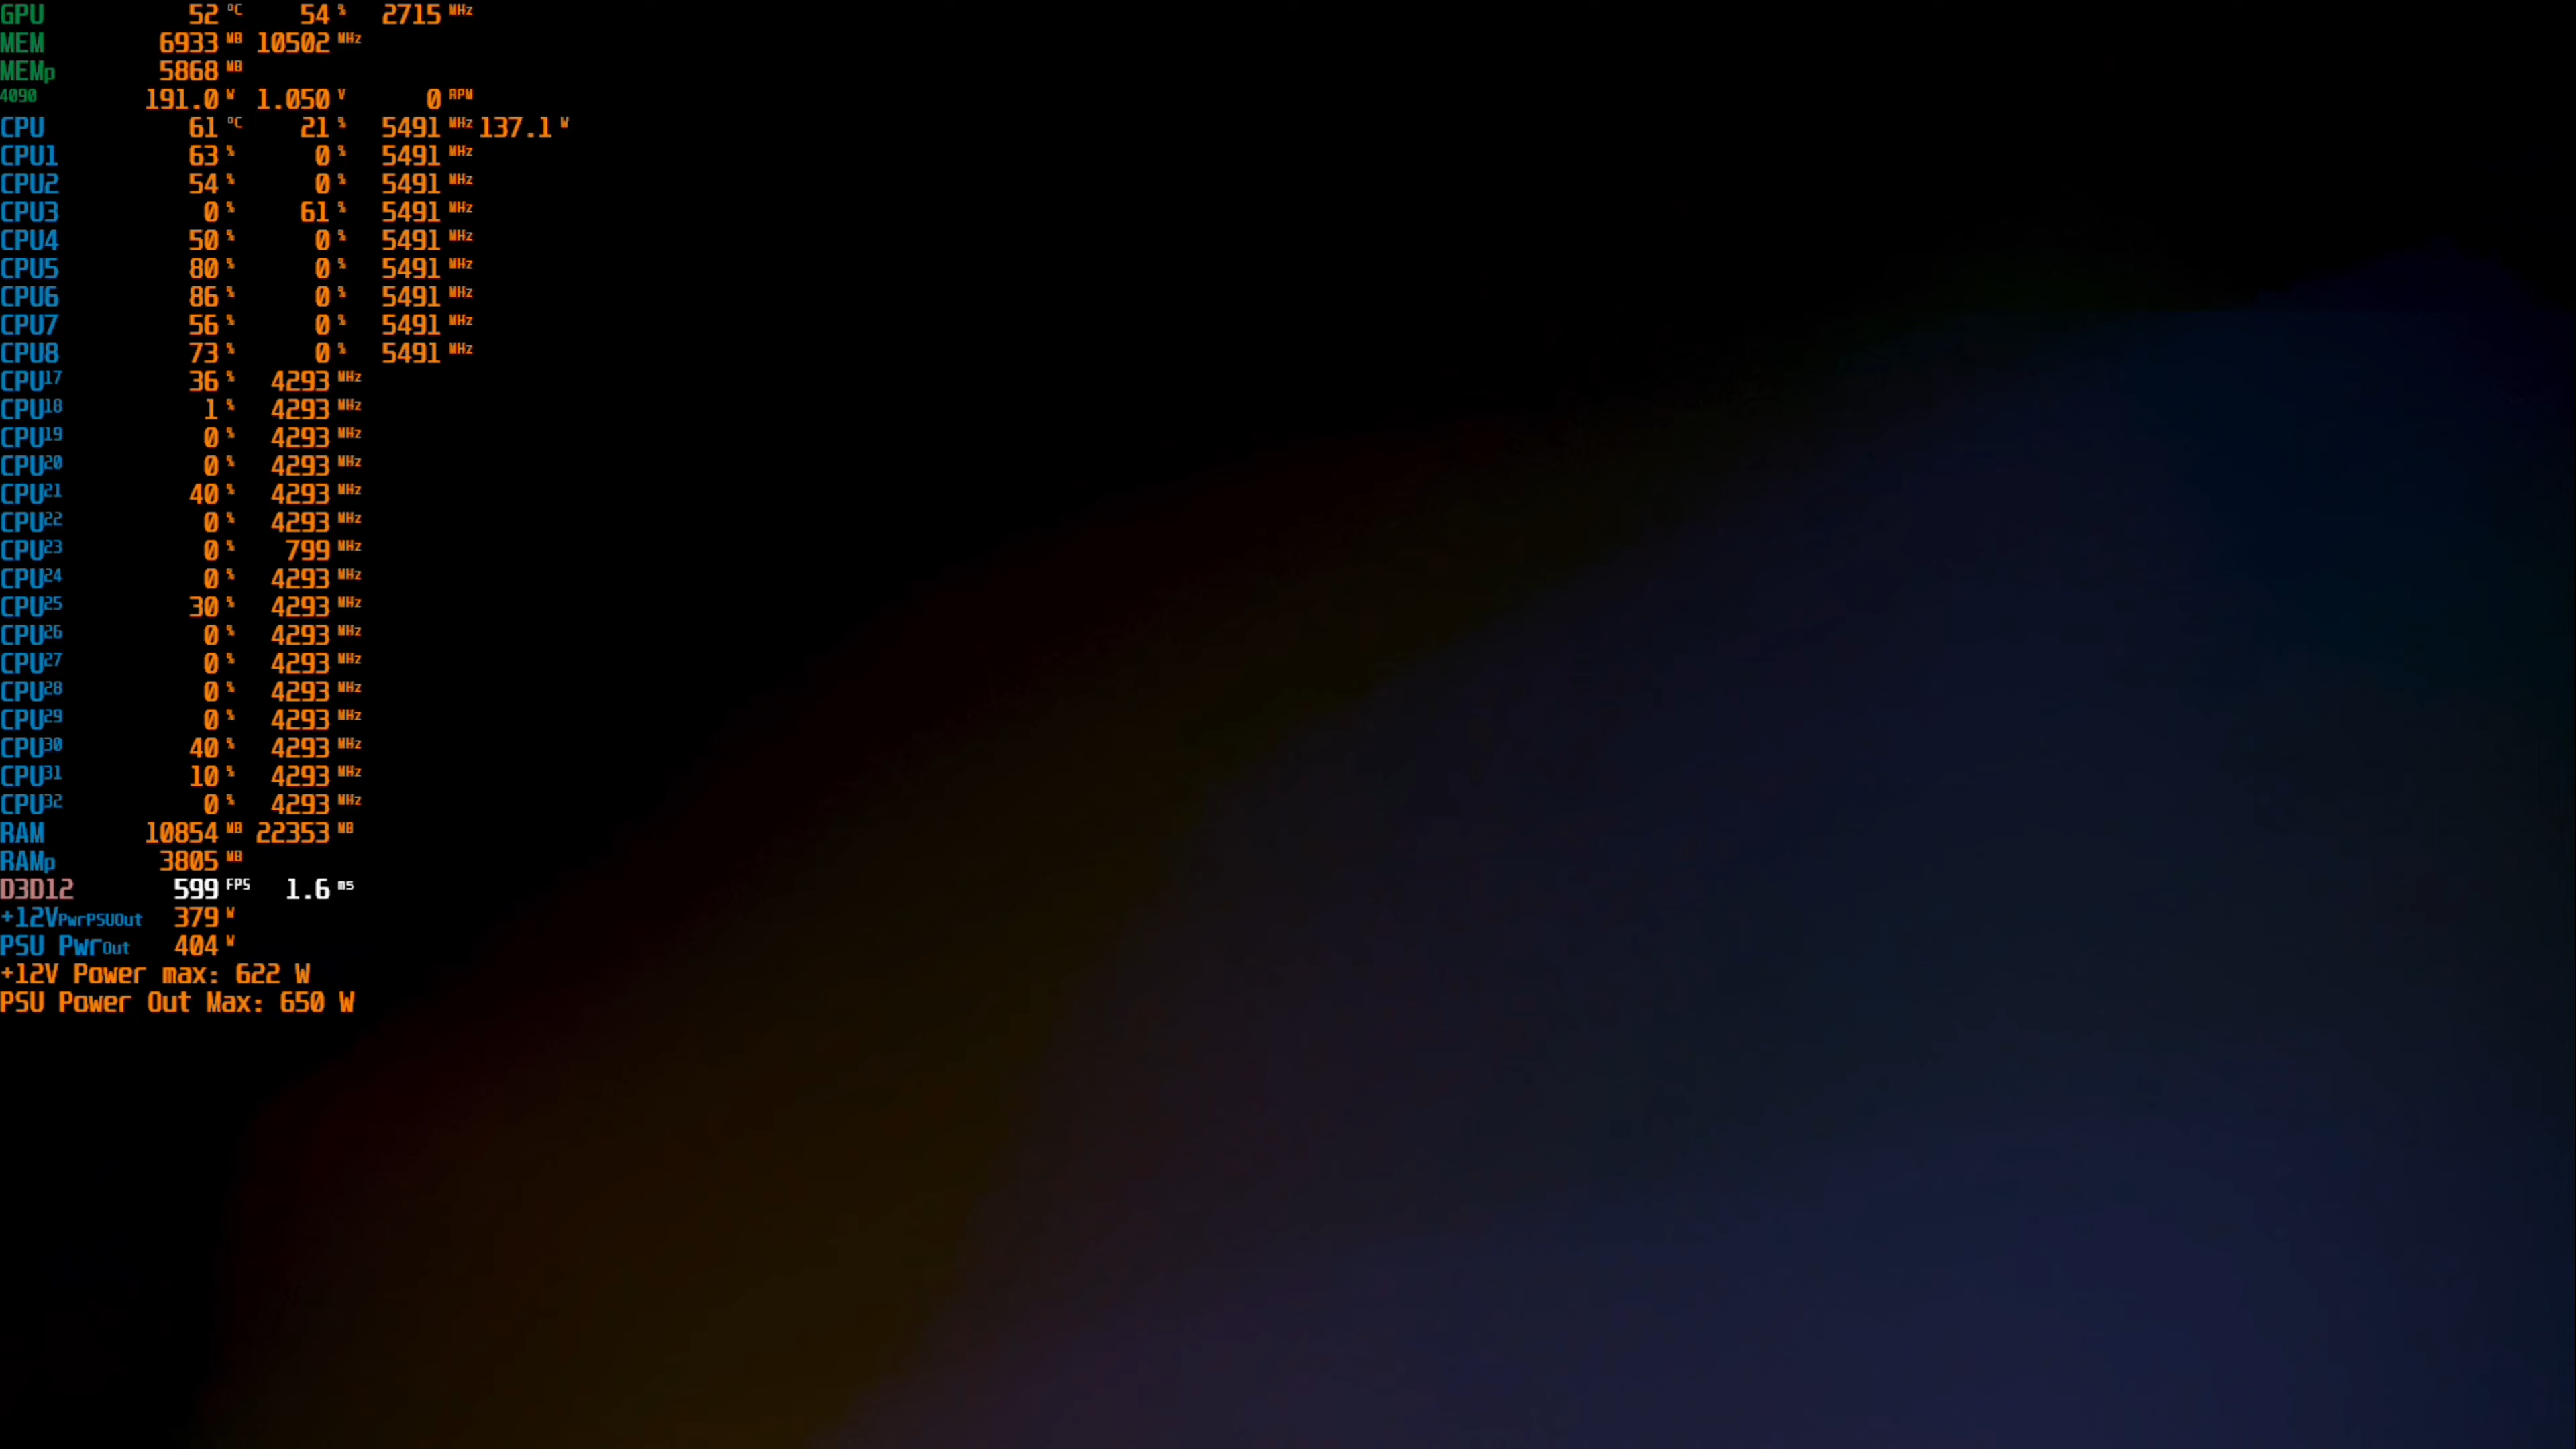 GPU 52 °C 54 % 2715 MHz
MEM 6933 MB 10502 MHz
MEMp 5868 MB
4090 191.0 W 1.050 V 0 RPM
CPU 61 °C 21 % 5491 MHz 137.1 W
CPU1 63 % 0 % 5491 MHz
CPU2 54 % 0 % 5491 MHz
CPU3 0 % 61 % 5491 MHz
CPU4 50 % 0 % 5491 MHz
CPU5 80 % 0 % 5491 MHz
CPU6 86 % 0 % 5491 MHz
CPU7 56 % 0 % 5491 MHz
CPU8 73 % 0 % 5491 MHz
CPU17 36 % 4293 MHz
CPU18 1 % 4293 MHz
CPU19 0 % 4293 MHz
CPU20 0 % 4293 MHz
CPU21 40 % 4293 MHz
CPU22 0 % 4293 MHz
CPU23 0 % 799 MHz
CPU24 0 % 4293 MHz
CPU25 30 % 4293 MHz
CPU26 0 % 4293 MHz
CPU27 0 % 4293 MHz
CPU28 0 % 4293 MHz
CPU29 0 % 4293 MHz
CPU30 40 % 4293 MHz
CPU31 10 % 4293 MHz
CPU32 0 % 4293 MHz
RAM 10854 MB 22353 MB
RAMp 3805 MB
D3D12 599 FPS 1.6 ms
+12VPwrPSUOut 379 W
PSU PwrOut 404 W
+12V Power max: 622 W
PSU Power Out Max: 650 W